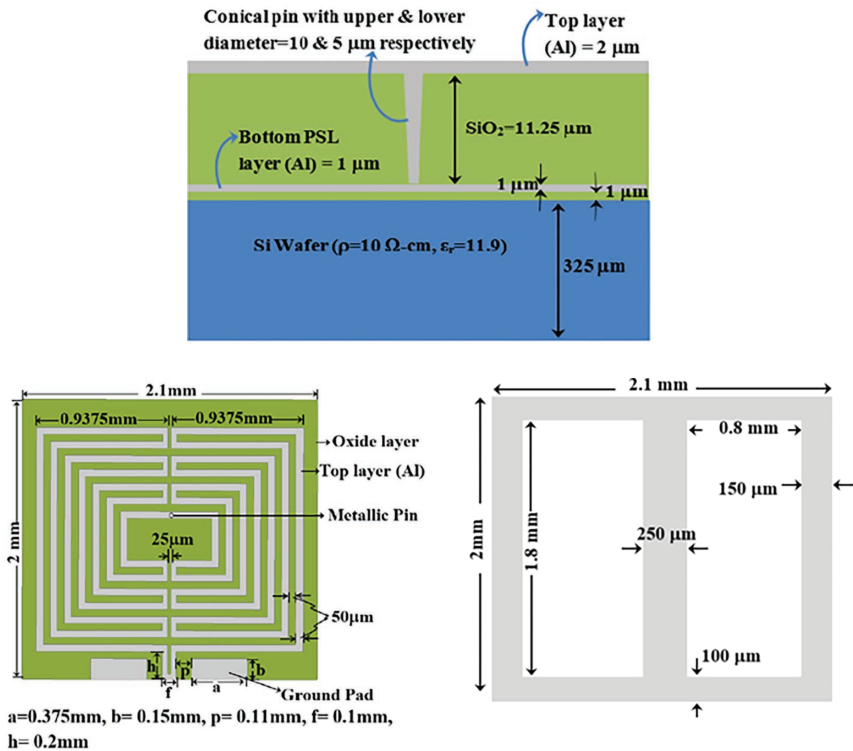 Conical pin with upper & lower
diameter=10 & 5 μm respectively
Top layer
(Al) = 2 μm
SiO₂=11.25 μm
Bottom PSL
layer (Al) = 1 μm
1 μm
1 μm
Si Wafer (ρ=10 Ω-cm, εᵣ=11.9)
325 μm
2.1mm
0.9375mm
0.9375mm
Oxide layer
Top layer (Al)
Metallic Pin
25μm
2 mm
50μm
h
p
b
f
a
Ground Pad
a=0.375mm, b= 0.15mm, p= 0.11mm, f= 0.1mm,
h= 0.2mm
2.1 mm
0.8 mm
150 μm
250 μm
1.8 mm
2mm
100 μm